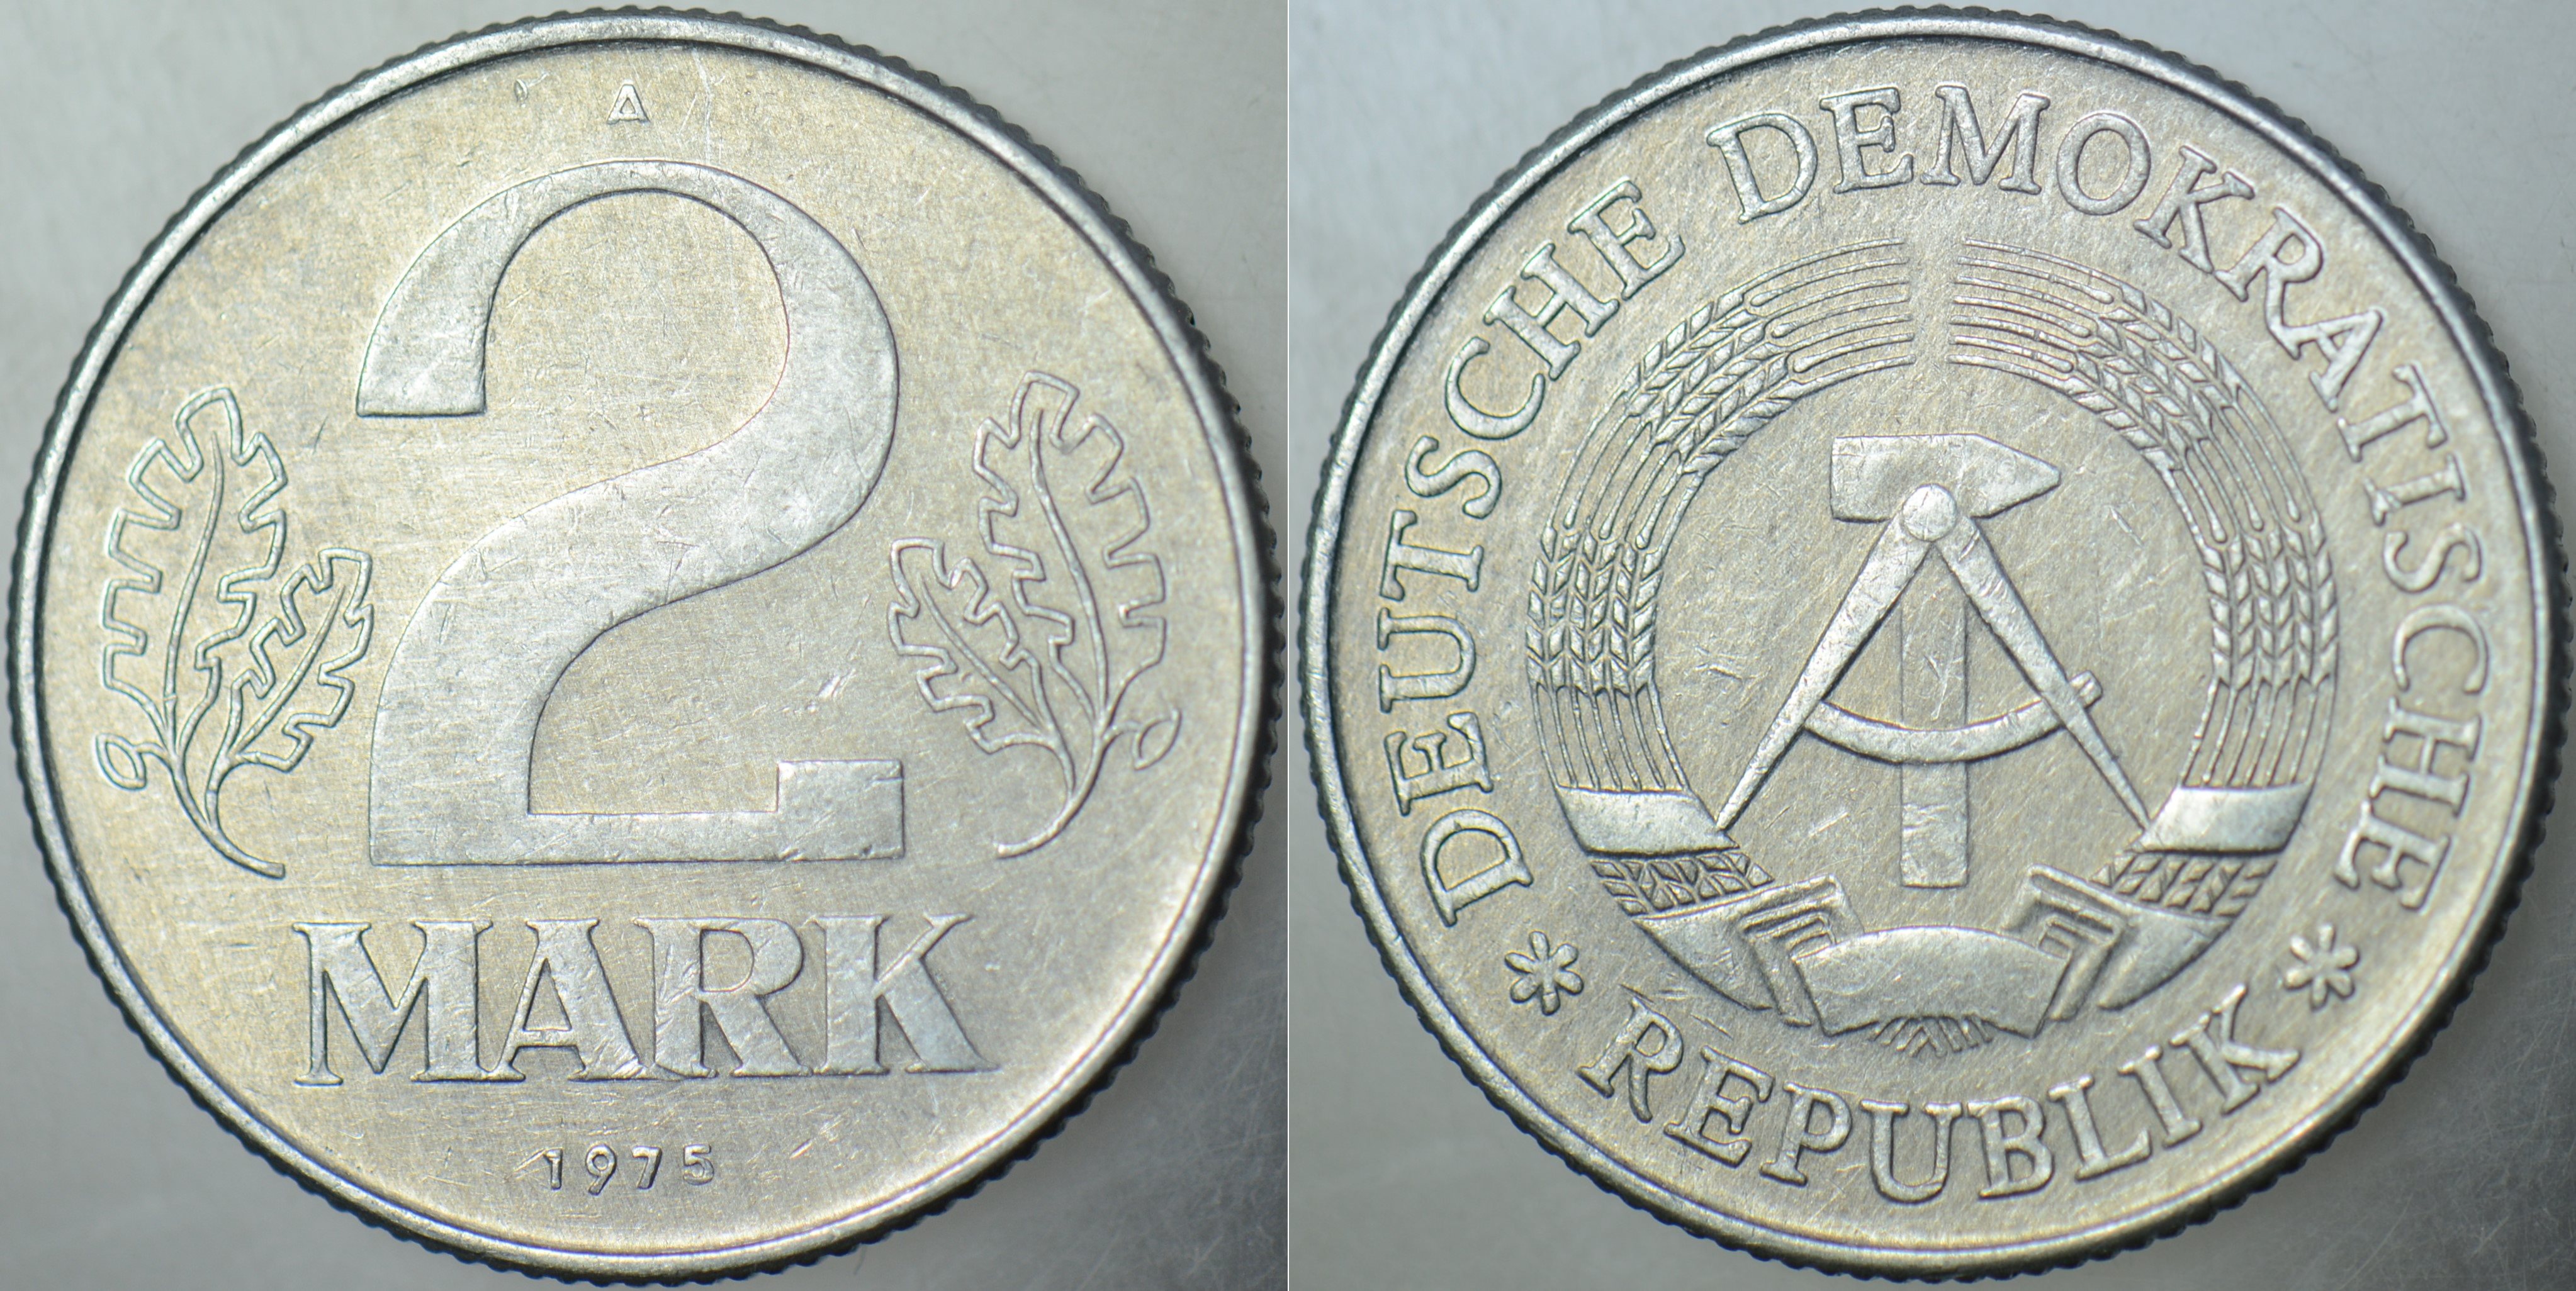 A
2
MARK
1975
DEUTSCHE DEMOKRATISCHE
* REPUBLIK *